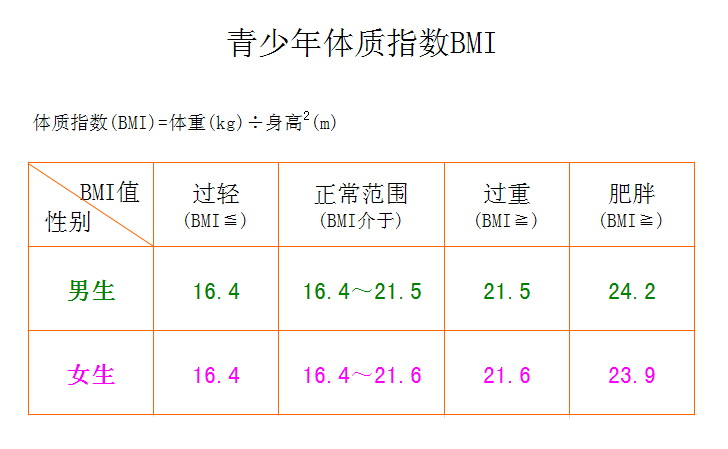 青少年体质指数BMI
体质指数(BMI)=体重(kg)÷身高²(m)
BMI值
性别
过轻
(BMI≦)
正常范围
(BMI介于)
过重
(BMI≧)
肥胖
(BMI≧)
男生 16.4 16.4～21.5 21.5 24.2
女生 16.4 16.4～21.6 21.6 23.9